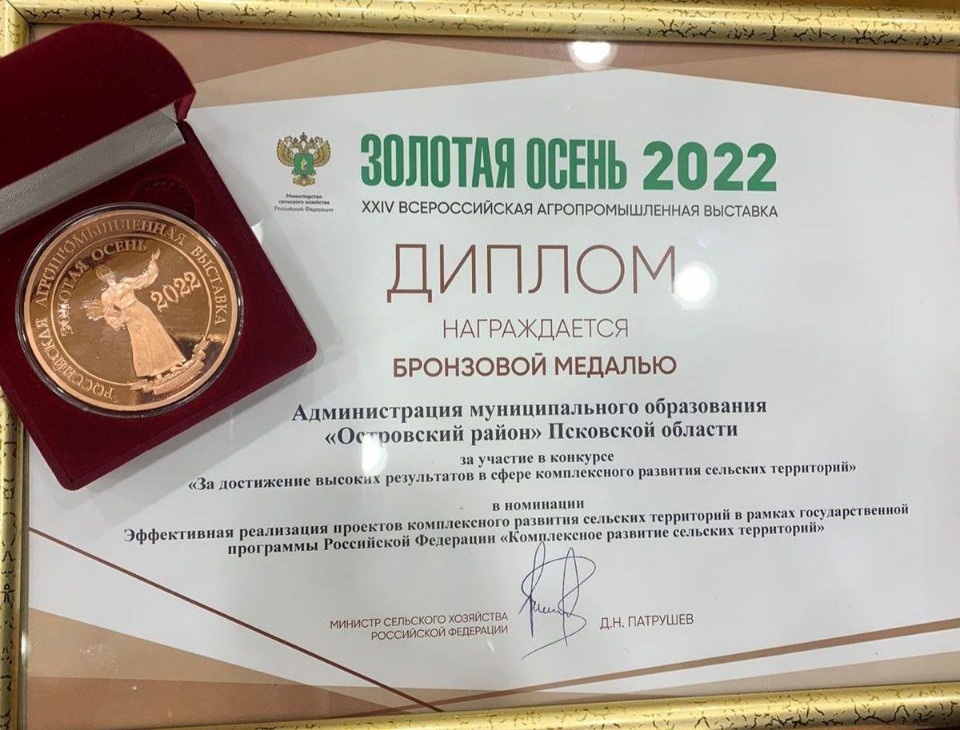 РОССИЙСКАЯ АГРОПРОМЫШЛЕННАЯ ВЫСТАВКА
ЗОЛОТАЯ ОСЕНЬ
2022
Министерство
сельского хозяйства
Российской Федерации
ЗОЛОТАЯ ОСЕНЬ 2022
XXIV ВСЕРОССИЙСКАЯ АГРОПРОМЫШЛЕННАЯ ВЫСТАВКА
ДИПЛОМ
НАГРАЖДАЕТСЯ
БРОНЗОВОЙ МЕДАЛЬЮ
Администрация муниципального образования
«Островский район» Псковской области
за участие в конкурсе
«За достижение высоких результатов в сфере комплексного развития сельских территорий»
в номинации
Эффективная реализация проектов комплексного развития сельских территорий в рамках государственной
программы Российской Федерации «Комплексное развитие сельских территорий»
МИНИСТР СЕЛЬСКОГО ХОЗЯЙСТВА
РОССИЙСКОЙ ФЕДЕРАЦИИ
Д.Н. ПАТРУШЕВ